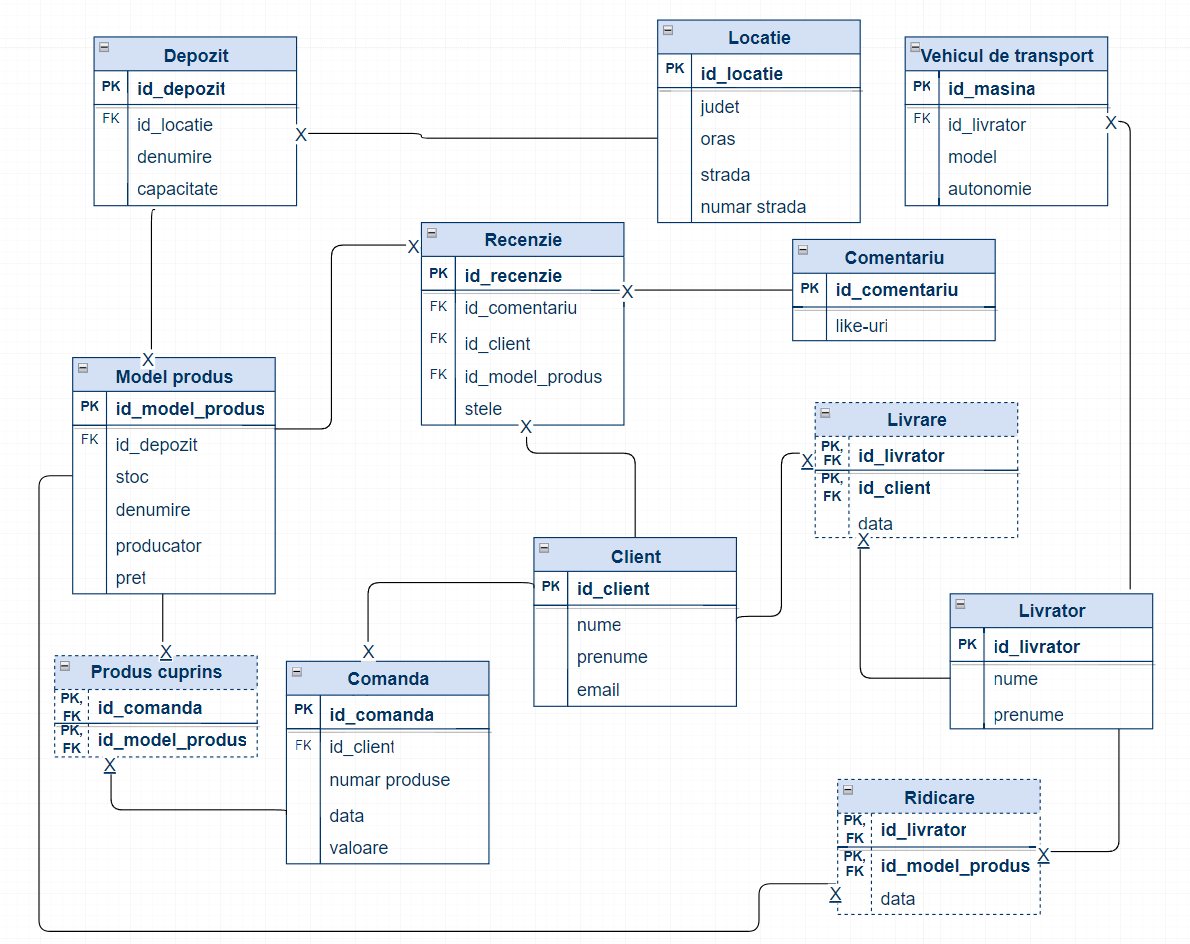 Depozit
PK id_depozit
FK id_locatie
denumire
capacitate
X
Locatie
PK id_locatie
judet
oras
strada
numar strada
Vehicul de transport
PK id_masina
FK id_livrator
model
autonomie
X
X
Recenzie
PK id_recenzie
FK id_comentariu
FK id_client
FK id_model_produs
stele
X
X
Comentariu
PK id_comentariu
like-uri
X
Model produs
PK id_model_produs
FK id_depozit
stoc
denumire
producator
pret
X
Livrare
PK, FK id_livrator
PK, FK id_client
data
X
Client
PK id_client
nume
prenume
email
Livrator
PK id_livrator
nume
prenume
X
Produs cuprins
PK, FK id_comanda
PK, FK id_model_produs
X
X
Comanda
PK id_comanda
FK id_client
numar produse
data
valoare
Ridicare
PK, FK id_livrator
PK, FK id_model_produs
data
X
X